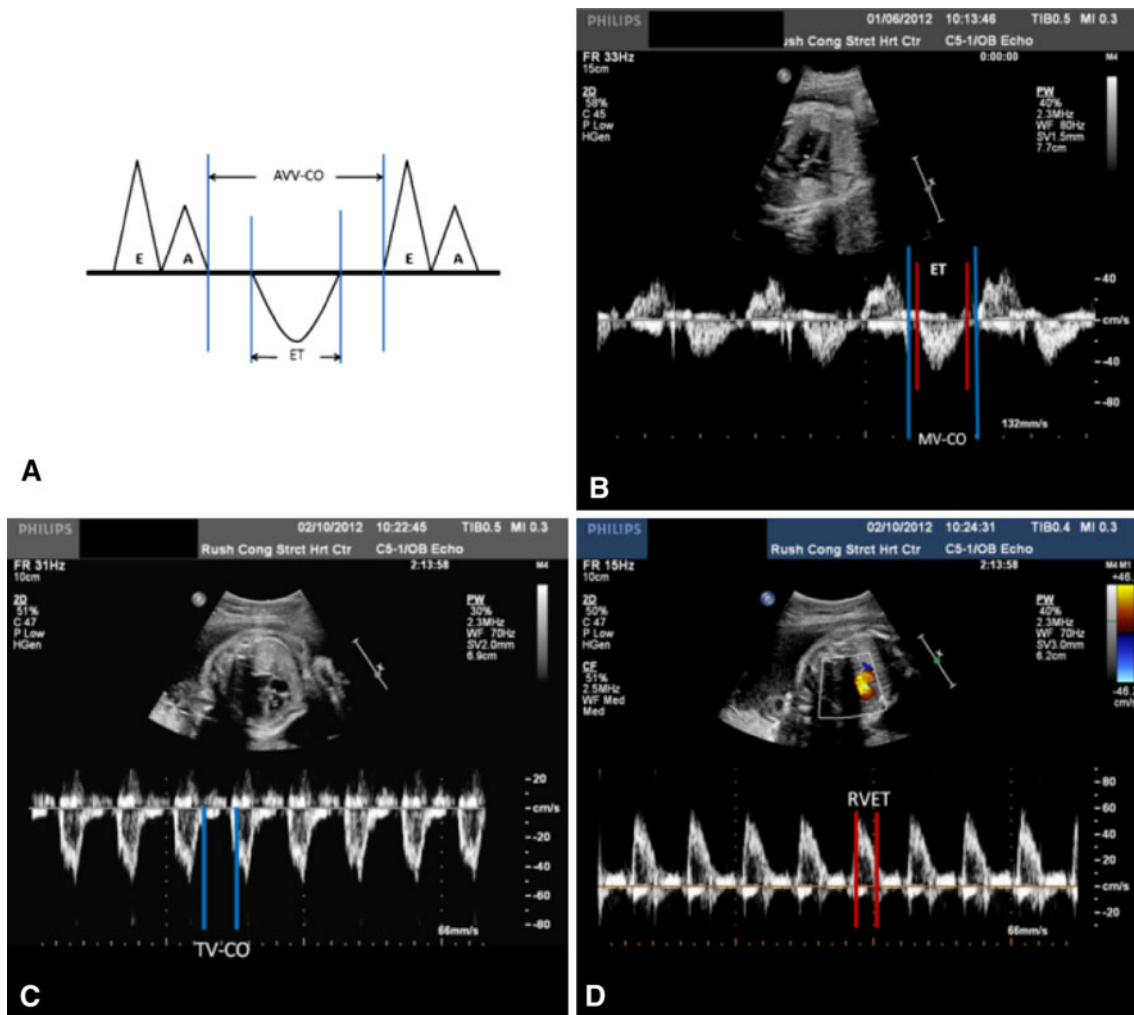 AVV-CO
E
A
E
A
ET
A
PHILIPS
01/06/2012 10:13:46 TIB0.5 MI 0.3
ush Cong Strct Hrt Ctr C5-1/OB Echo
FR 33Hz
15cm
0:00:00
M4
2D
58%
C 45
P Low
HGen
PW
40%
2.3MHz
WF 80Hz
SV1.5mm
7.7cm
ET
40
cm/s
-40
-80
132mm/s
MV-CO
B
PHILIPS
02/10/2012 10:22:45 TIB0.5 MI 0.3
Rush Cong Strct Hrt Ctr C5-1/OB Echo
FR 31Hz
10cm
2:13:58
M4
2D
51%
C 47
P Low
HGen
PW
30%
2.3MHz
WF 70Hz
SV2.0mm
6.9cm
20
cm/s
-20
-40
-60
-80
66mm/s
TV-CO
C
PHILIPS
02/10/2012 10:24:31 TIB0.4 MI 0.3
Rush Cong Strct Hrt Ctr C5-1/OB Echo
FR 15Hz
10cm
2:13:58
M4 M1
+46.
2D
50%
C 47
P Low
HGen
CF
51%
2.5MHz
WF Med
Med
PW
40%
2.3MHz
WF 70Hz
SV3.0mm
6.2cm
-46.
cm/s
RVET
80
60
40
20
cm/s
-20
66mm/s
D